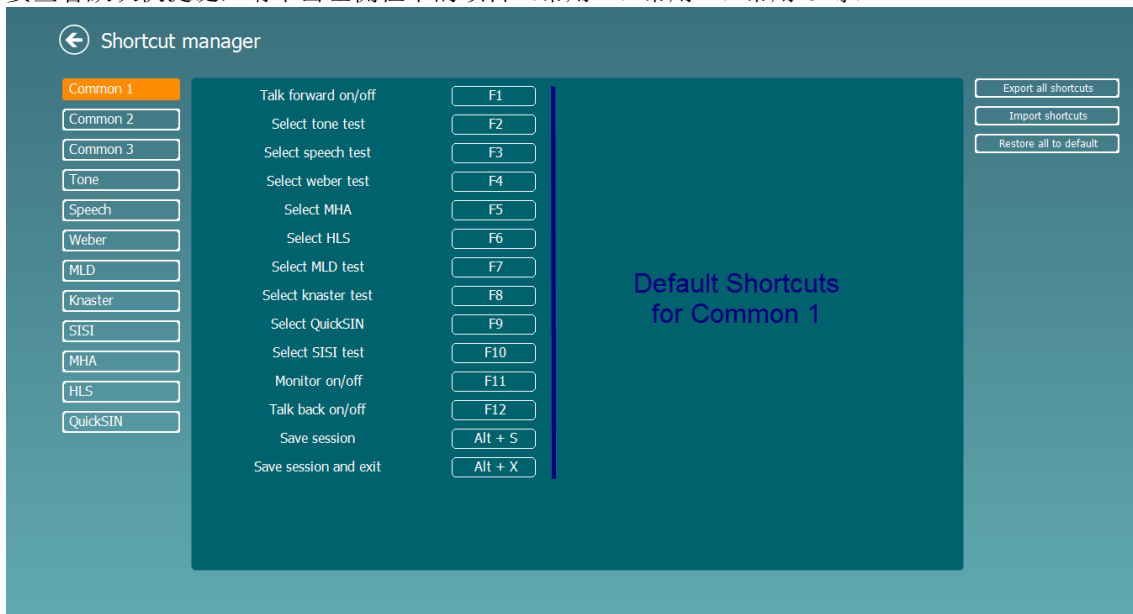 Shortcut manager
Common 1
Common 2
Common 3
Tone
Speech
Weber
MLD
Knaster
SISI
MHA
HLS
QuickSIN
Talk forward on/off F1
Select tone test F2
Select speech test F3
Select weber test F4
Select MHA F5
Select HLS F6
Select MLD test F7
Select knaster test F8
Select QuickSIN F9
Select SISI test F10
Monitor on/off F11
Talk back on/off F12
Save session Alt + S
Save session and exit Alt + X
Default Shortcuts
for Common 1
Export all shortcuts
Import shortcuts
Restore all to default